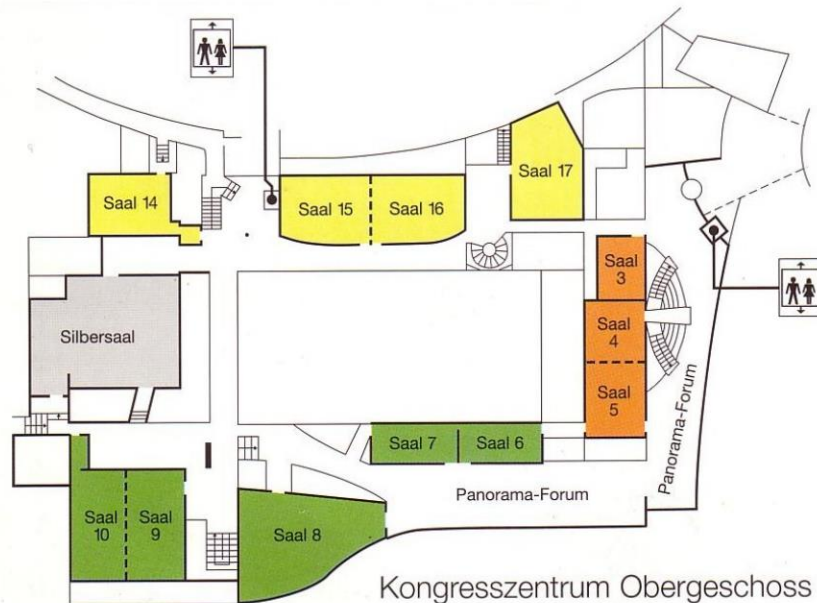 Saal 17
Saal 14
Saal 15
Saal 16
Saal
3
Saal
4
Saal
5
Silbersaal
Panorama-Forum
Saal 7
Saal 6
Panorama-Forum
Saal
10
Saal
9
Saal 8
Kongresszentrum Obergeschoss